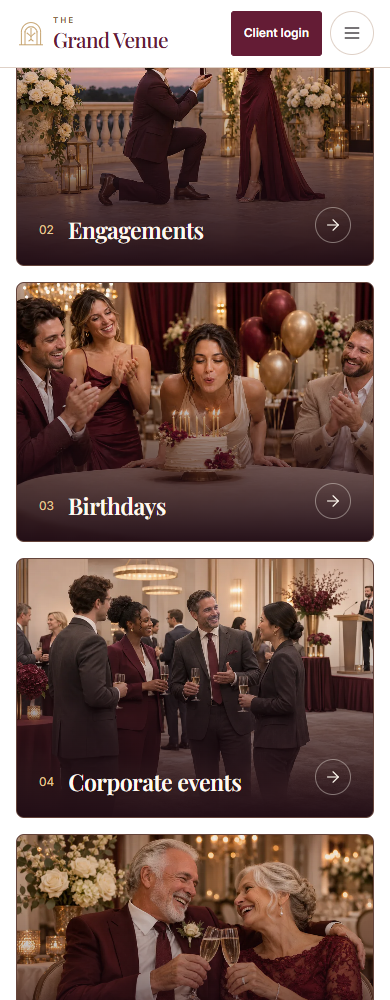 THE
Grand Venue
Client login
02 Engagements
03 Birthdays
04 Corporate events